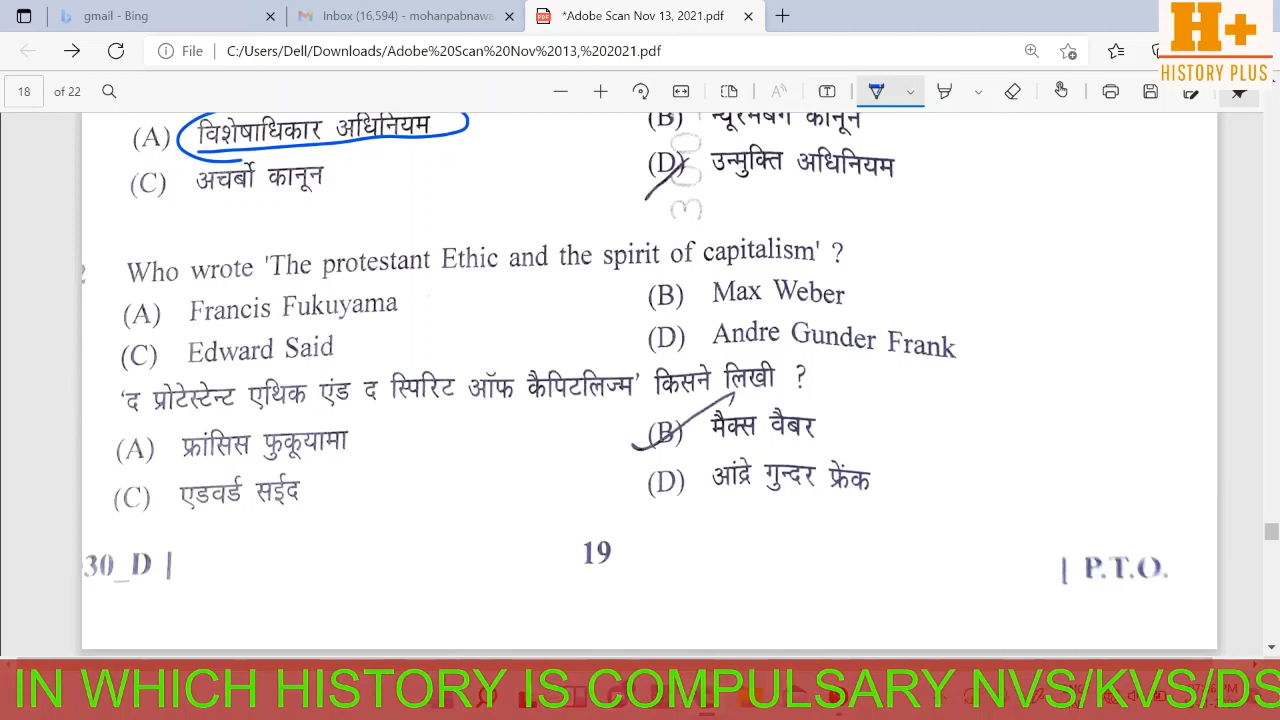 gmail - Bing
Inbox (16,594) - mohanpabnawa
*Adobe Scan Nov 13, 2021.pdf
File C:/Users/Dell/Downloads/Adobe%20Scan%20Nov%2013,%202021.pdf
H+
HISTORY PLUS
18 of 22
(A) विशेषाधिकार अधिनियम
(B) न्यूरेमबर्ग कानून
(C) अचर्बो कानून
(D) उन्मुक्ति अधिनियम
Who wrote 'The protestant Ethic and the spirit of capitalism' ?
(A) Francis Fukuyama
(B) Max Weber
(C) Edward Said
(D) Andre Gunder Frank
‘द प्रोटेस्टेन्ट एथिक एंड द स्पिरिट ऑफ कैपिटलिज्म’ किसने लिखी ?
(A) फ्रांसिस फुकूयामा
(B) मैक्स वैबर
(C) एडवर्ड सईद
(D) आंद्रे गुन्दर फ्रेंक
30_D |
19
| P.T.O.
IN WHICH HISTORY IS COMPULSARY NVS/KVS/DS